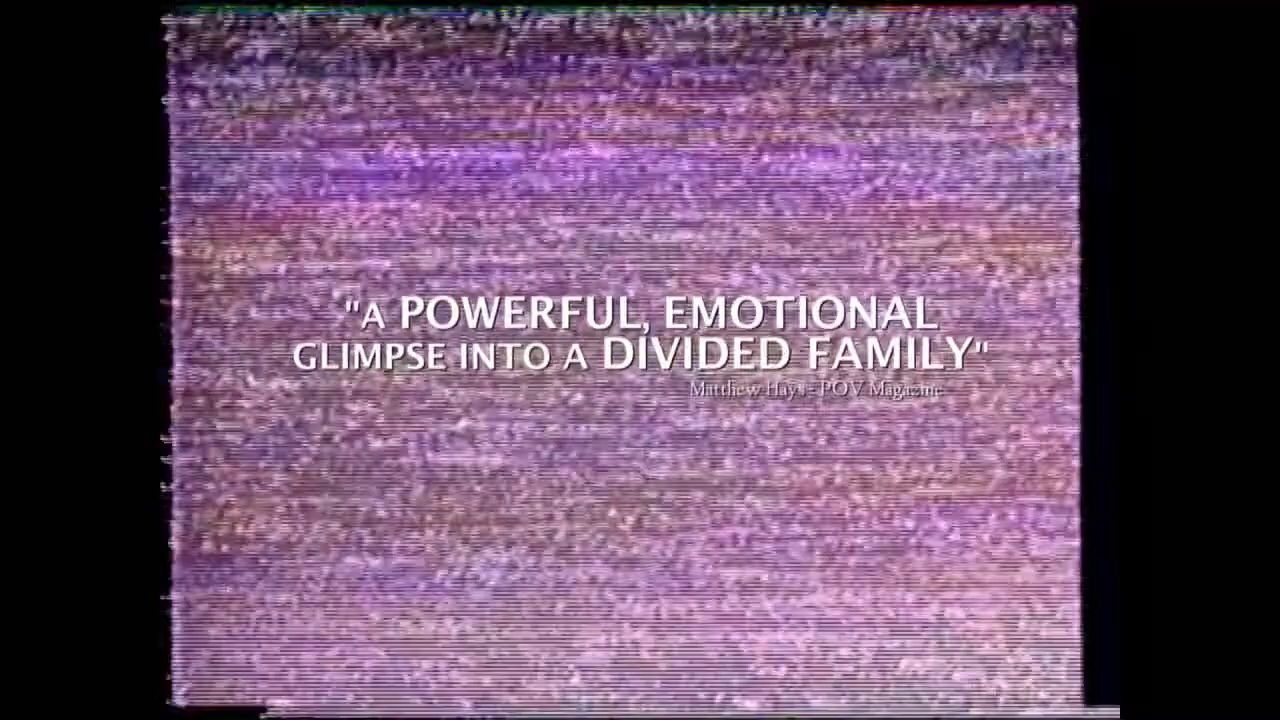 "A POWERFUL, EMOTIONAL
GLIMPSE INTO A DIVIDED FAMILY"
Matthew Hays - POV Magazine